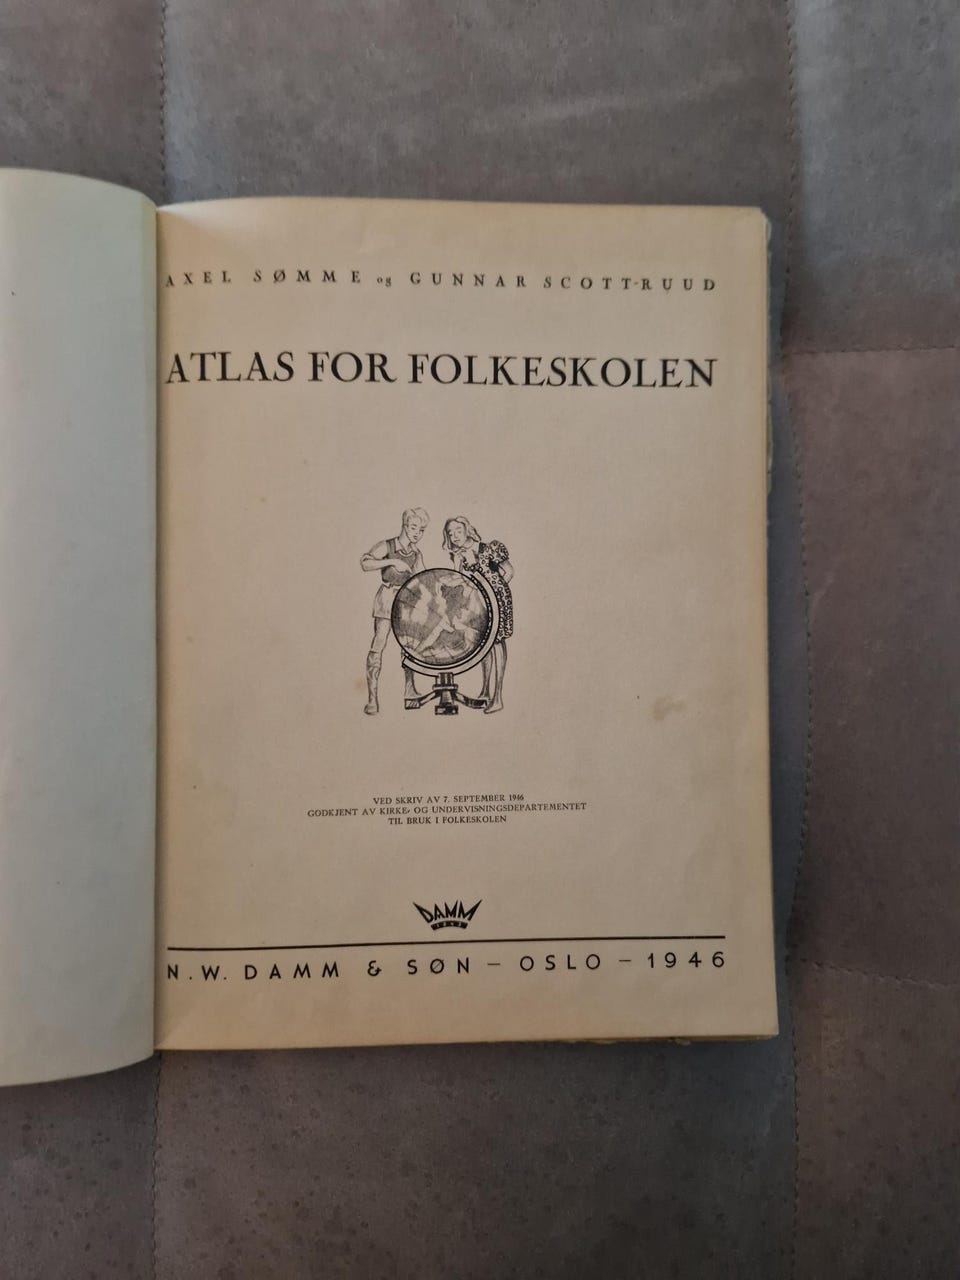 AXEL SØMME og GUNNAR SCOTT-RUUD
ATLAS FOR FOLKESKOLEN
VED SKRIV AV 7. SEPTEMBER 1946
GODKJENT AV KIRKE- OG UNDERVISNINGSDEPARTEMENTET
TIL BRUK I FOLKESKOLEN
DAMM
1843
N. W. DAMM & SØN — OSLO — 1946